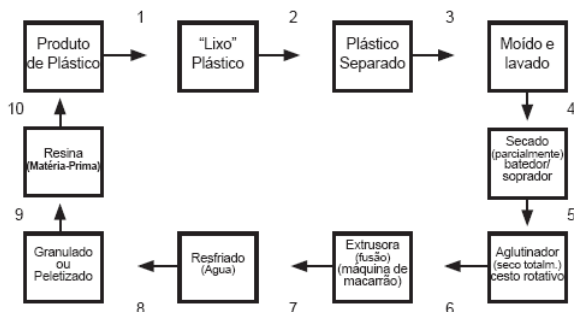 1
2
3
Produto
de Plástico
“Lixo”
Plástico
Plástico
Separado
Moído e
lavado
10
4
Resina
(Matéria-Prima)
Secado
(parcialmente)
batedor/
soprador
9
5
Granulado
ou
Peletizado
Resfriado
(Agua)
Extrusora
(fusão)
(máquina de
macarrão)
Aglutinador
(seco totalm.)
cesto rotativo
8
7
6